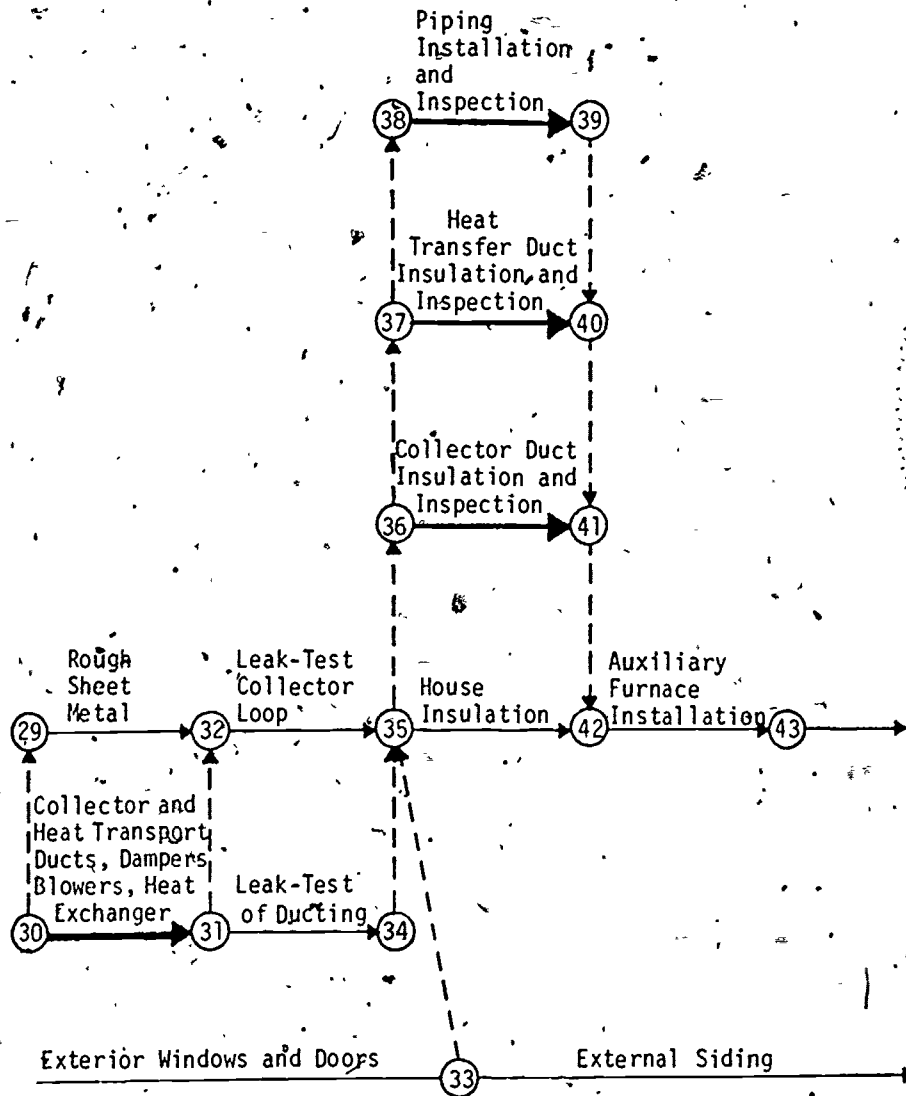 Piping
Installation
and
Inspection
38
39
Heat
Transfer Duct
Insulation and
Inspection
37
40
Collector Duct
Insulation and
Inspection
36
41
Rough
Sheet
Metal
Leak-Test
Collector
Loop
House
Insulation
Auxiliary
Furnace
Installation
29
32
35
42
43
Collector and
Heat Transport
Ducts, Dampers
Blowers, Heat
Exchanger
Leak-Test
of Ducting
30
31
34
Exterior Windows and Doors
External Siding
33